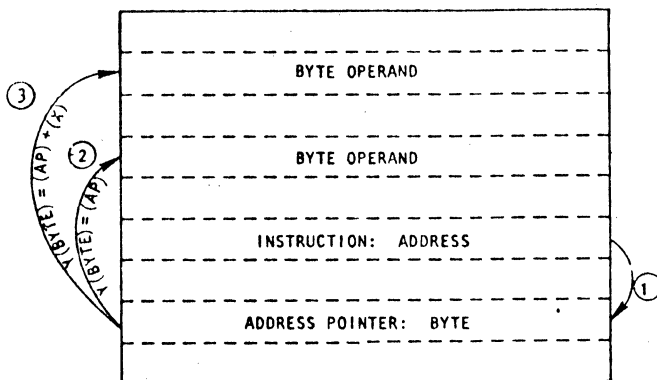 BYTE OPERAND
③
Y(BYTE) = (AP) + (X)
②
BYTE OPERAND
Y(BYTE) = (AP)
INSTRUCTION: ADDRESS
①
ADDRESS POINTER: BYTE